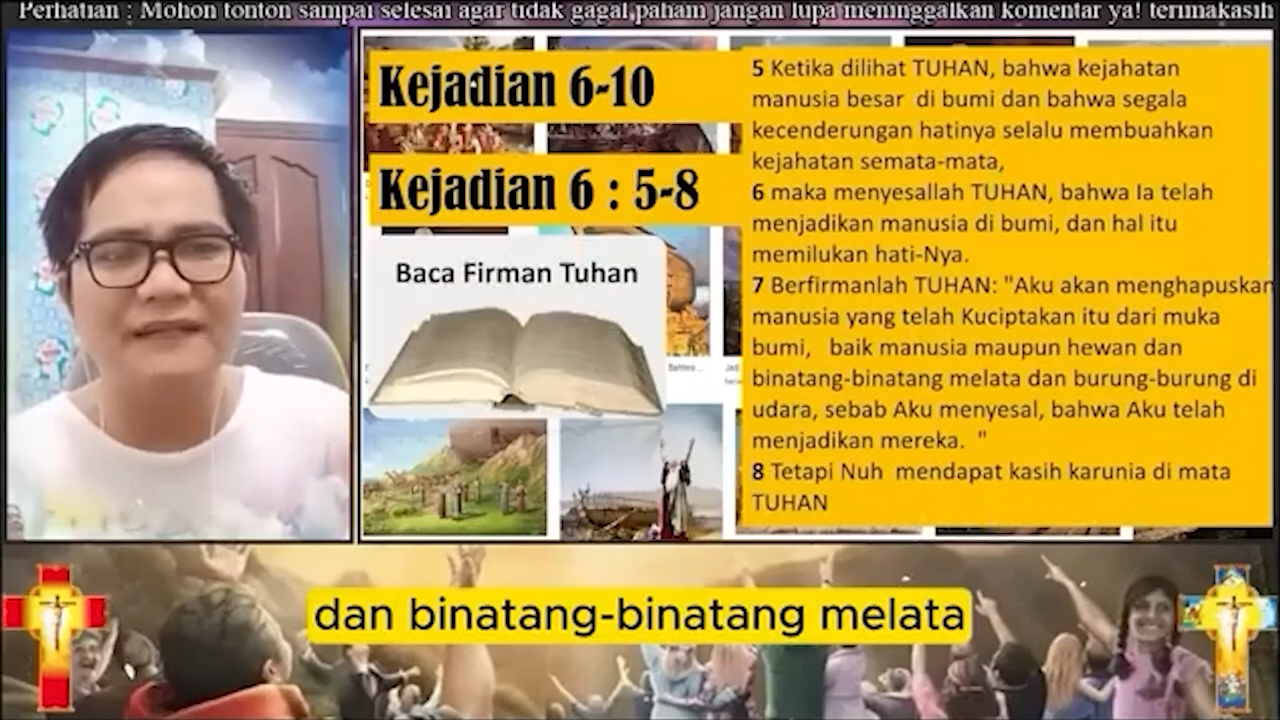 Perhatian : Mohon tonton sampai selesai agar tidak gagal paham jangan lupa meninggalkan komentar ya! terimakasih
Kejadian 6-10
Kejadian 6 : 5-8
Baca Firman Tuhan
5 Ketika dilihat TUHAN, bahwa kejahatan
manusia besar di bumi dan bahwa segala
kecenderungan hatinya selalu membuahkan
kejahatan semata-mata,
6 maka menyesallah TUHAN, bahwa Ia telah
menjadikan manusia di bumi, dan hal itu
memilukan hati-Nya.
7 Berfirmanlah TUHAN: "Aku akan menghapuskan
manusia yang telah Kuciptakan itu dari muka
bumi, baik manusia maupun hewan dan
binatang-binatang melata dan burung-burung di
udara, sebab Aku menyesal, bahwa Aku telah
menjadikan mereka. "
8 Tetapi Nuh mendapat kasih karunia di mata
TUHAN
dan binatang-binatang melata